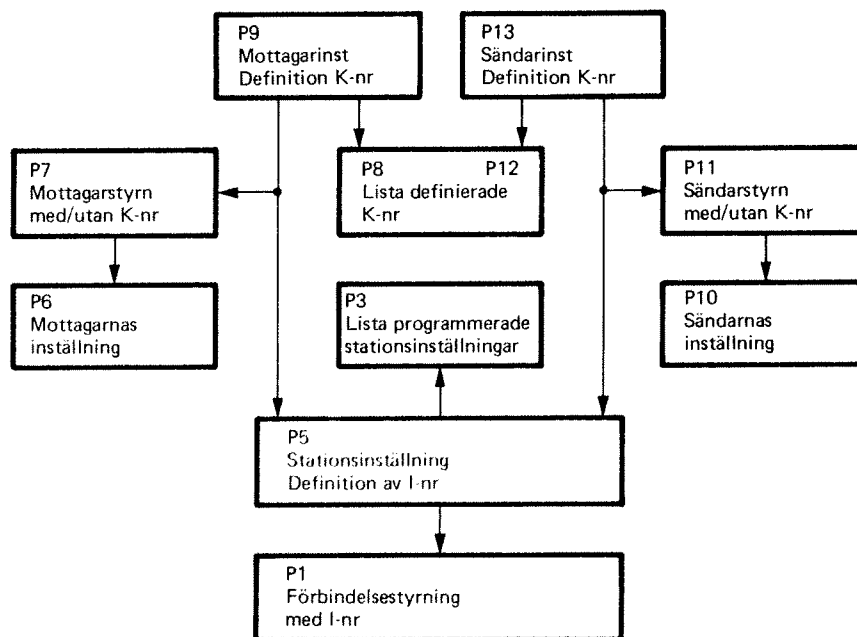 P9
Mottagarinst
Definition K-nr
P13
Sändarinst
Definition K-nr
P7
Mottagarstyrn
med/utan K-nr
P8 P12
Lista definierade
K-nr
P11
Sändarstyrn
med/utan K-nr
P6
Mottagarnas
inställning
P3
Lista programmerade
stationsinställningar
P10
Sändarnas
inställning
P5
Stationsinställning
Definition av I-nr
P1
Förbindelsestyrning
med I-nr